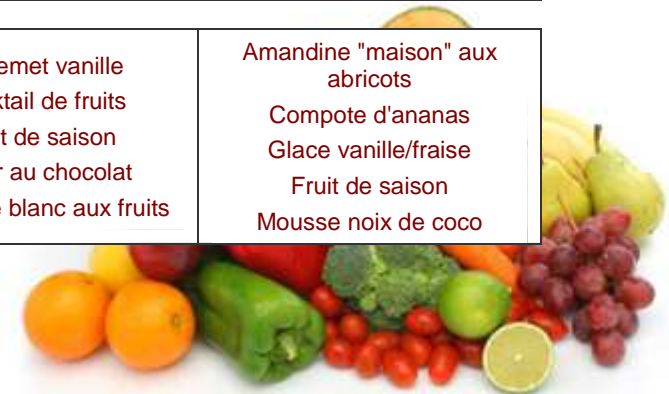 emet vanille
tail de fruits
t de saison
r au chocolat
blanc aux fruits
Amandine "maison" aux
abricots
Compote d'ananas
Glace vanille/fraise
Fruit de saison
Mousse noix de coco